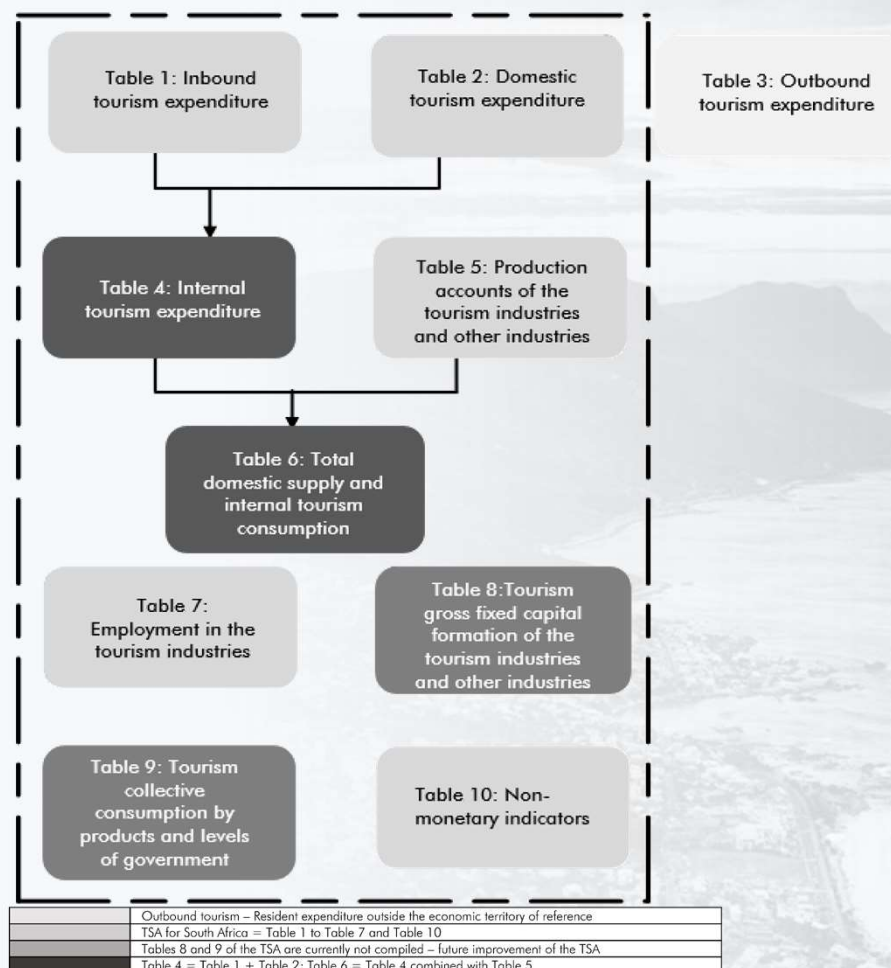 Table 1: Inbound
tourism expenditure
Table 2: Domestic
tourism expenditure
Table 3: Outbound
tourism expenditure
Table 4: Internal
tourism expenditure
Table 5: Production
accounts of the
tourism industries
and other industries
Table 6: Total
domestic supply and
internal tourism
consumption
Table 7:
Employment in the
tourism industries
Table 8:Tourism
gross fixed capital
formation of the
tourism industries
and other industries
Table 9: Tourism
collective
consumption by
products and levels
of government
Table 10: Non-
monetary indicators
Outbound tourism – Resident expenditure outside the economic territory of reference
TSA for South Africa = Table 1 to Table 7 and Table 10
Tables 8 and 9 of the TSA are currently not compiled – future improvement of the TSA
Table 4 = Table 1 + Table 2; Table 6 = Table 4 combined with Table 5